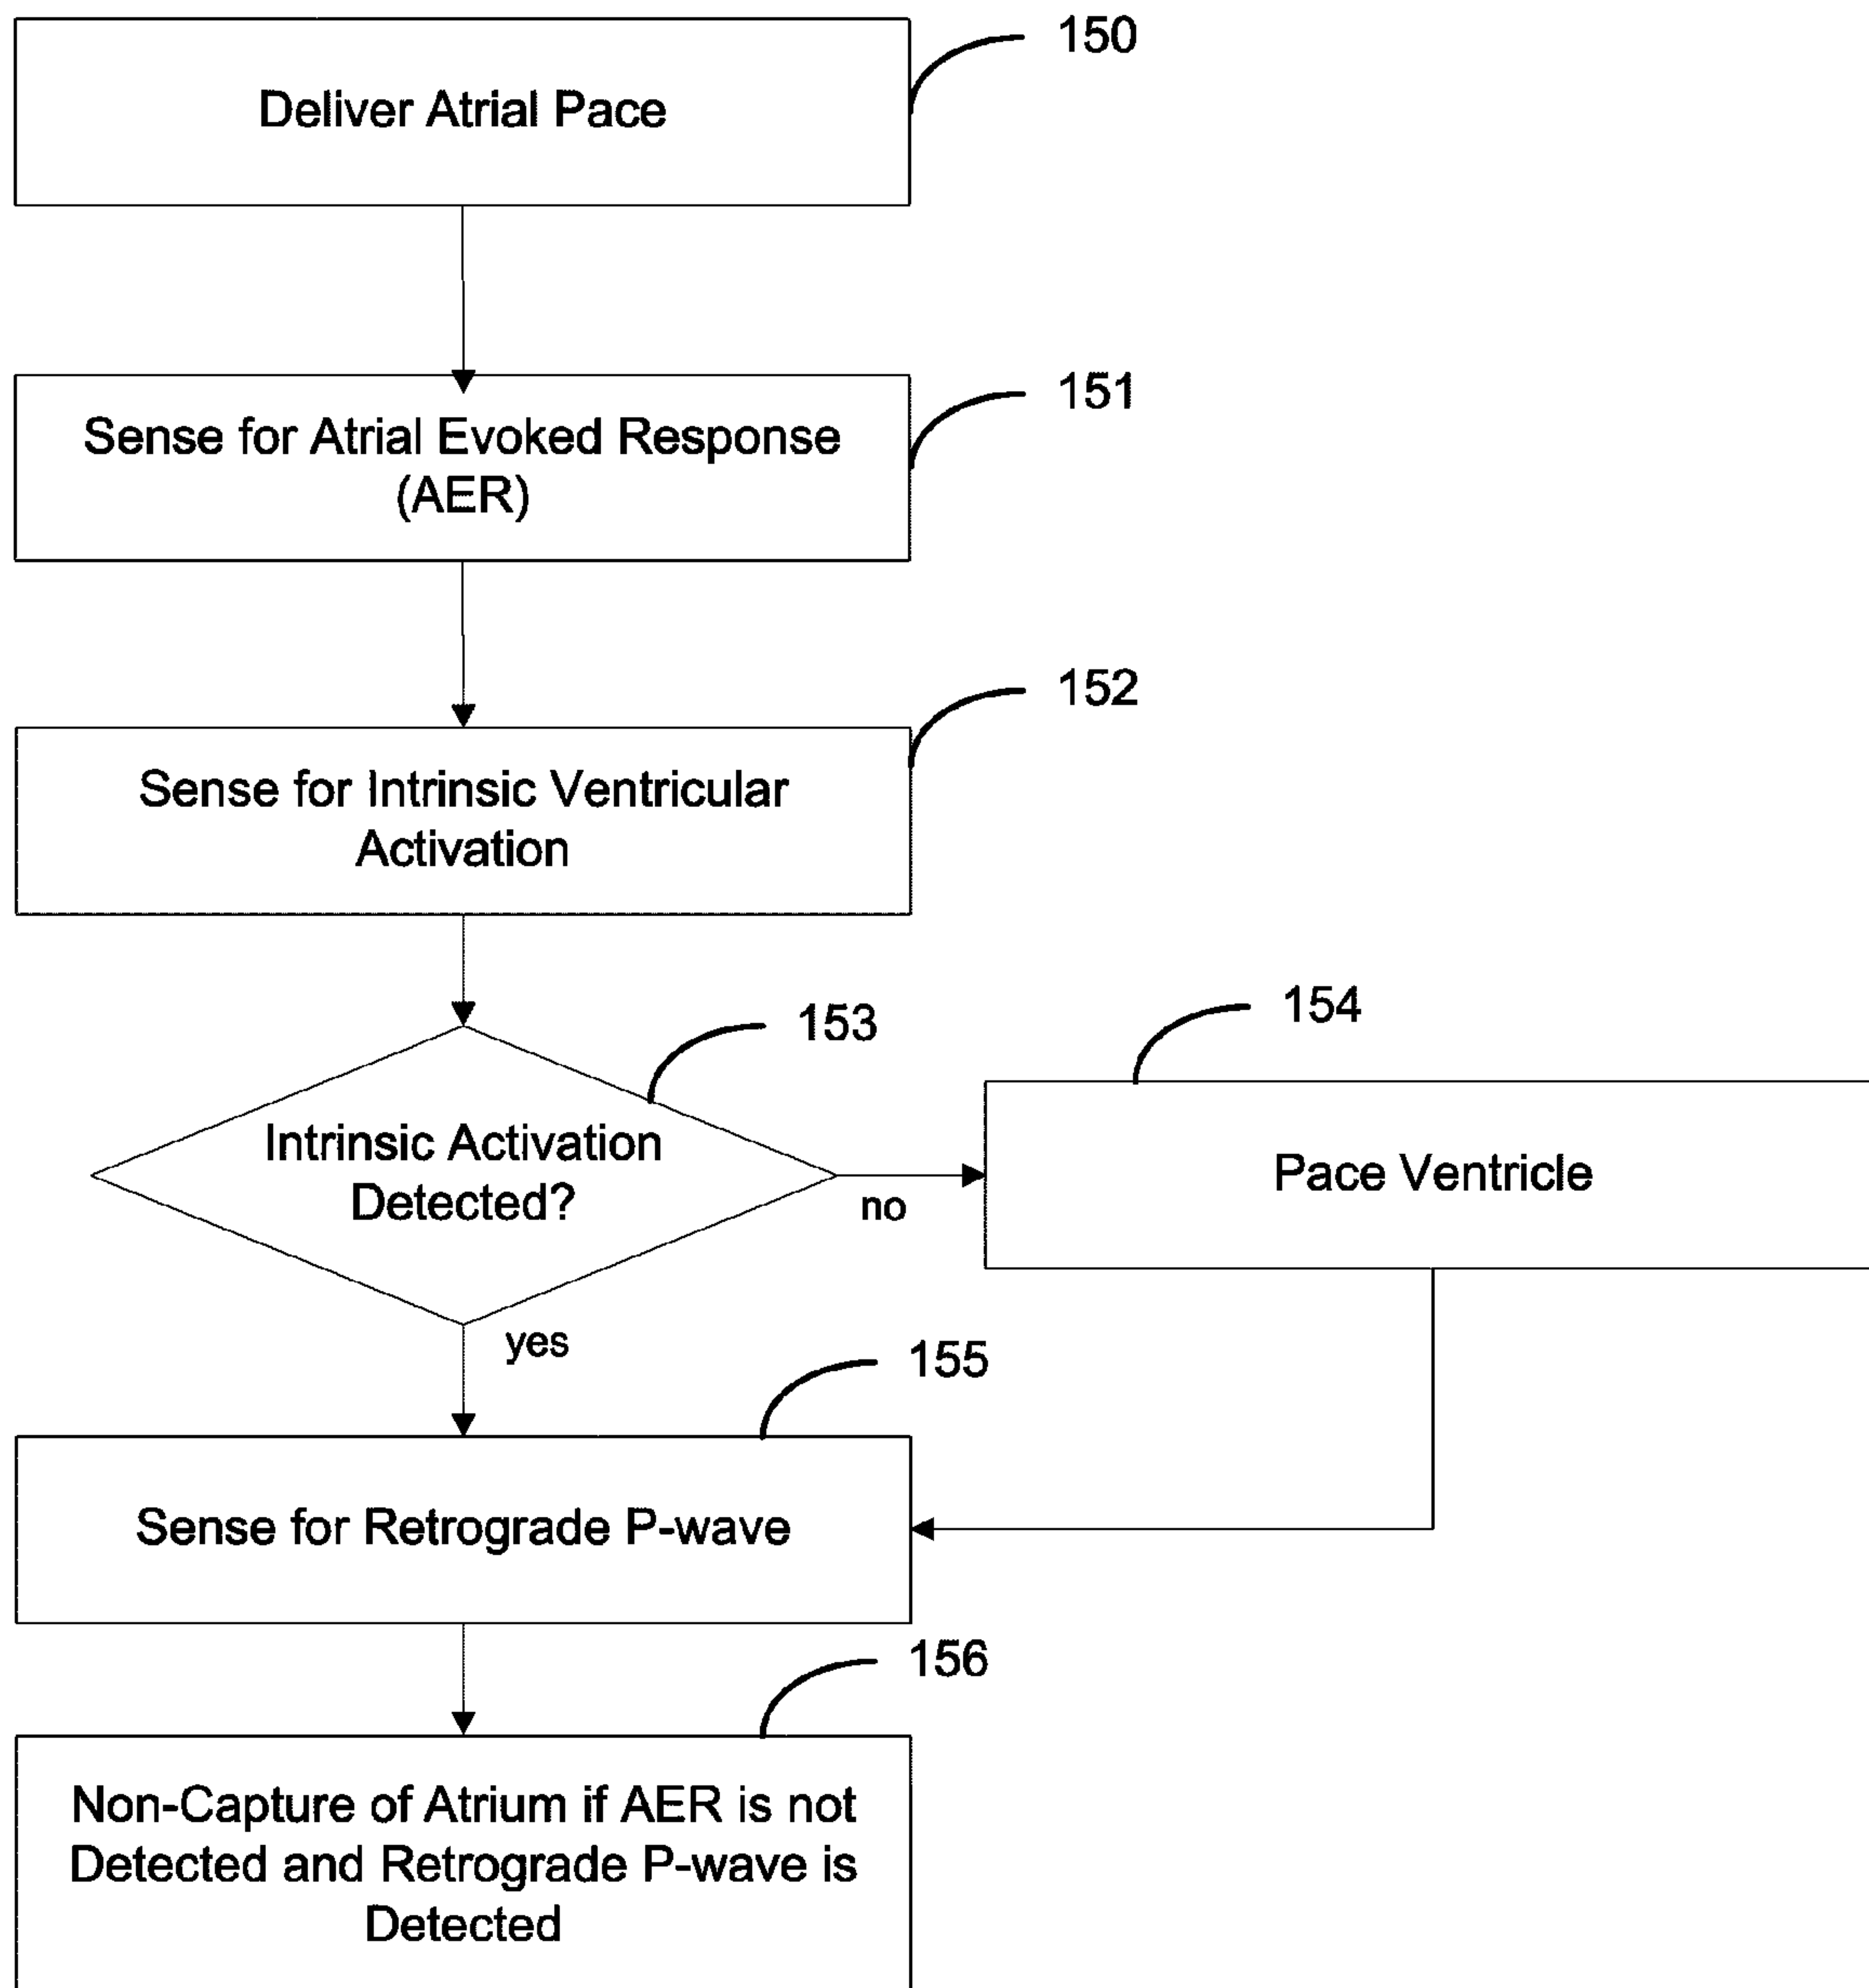 150
Deliver Atrial Pace
151
Sense for Atrial Evoked Response
(AER)
152
Sense for Intrinsic Ventricular
Activation
153
154
Intrinsic Activation
Detected?
no
Pace Ventricle
yes
155
Sense for Retrograde P-wave
156
Non-Capture of Atrium if AER is not
Detected and Retrograde P-wave is
Detected